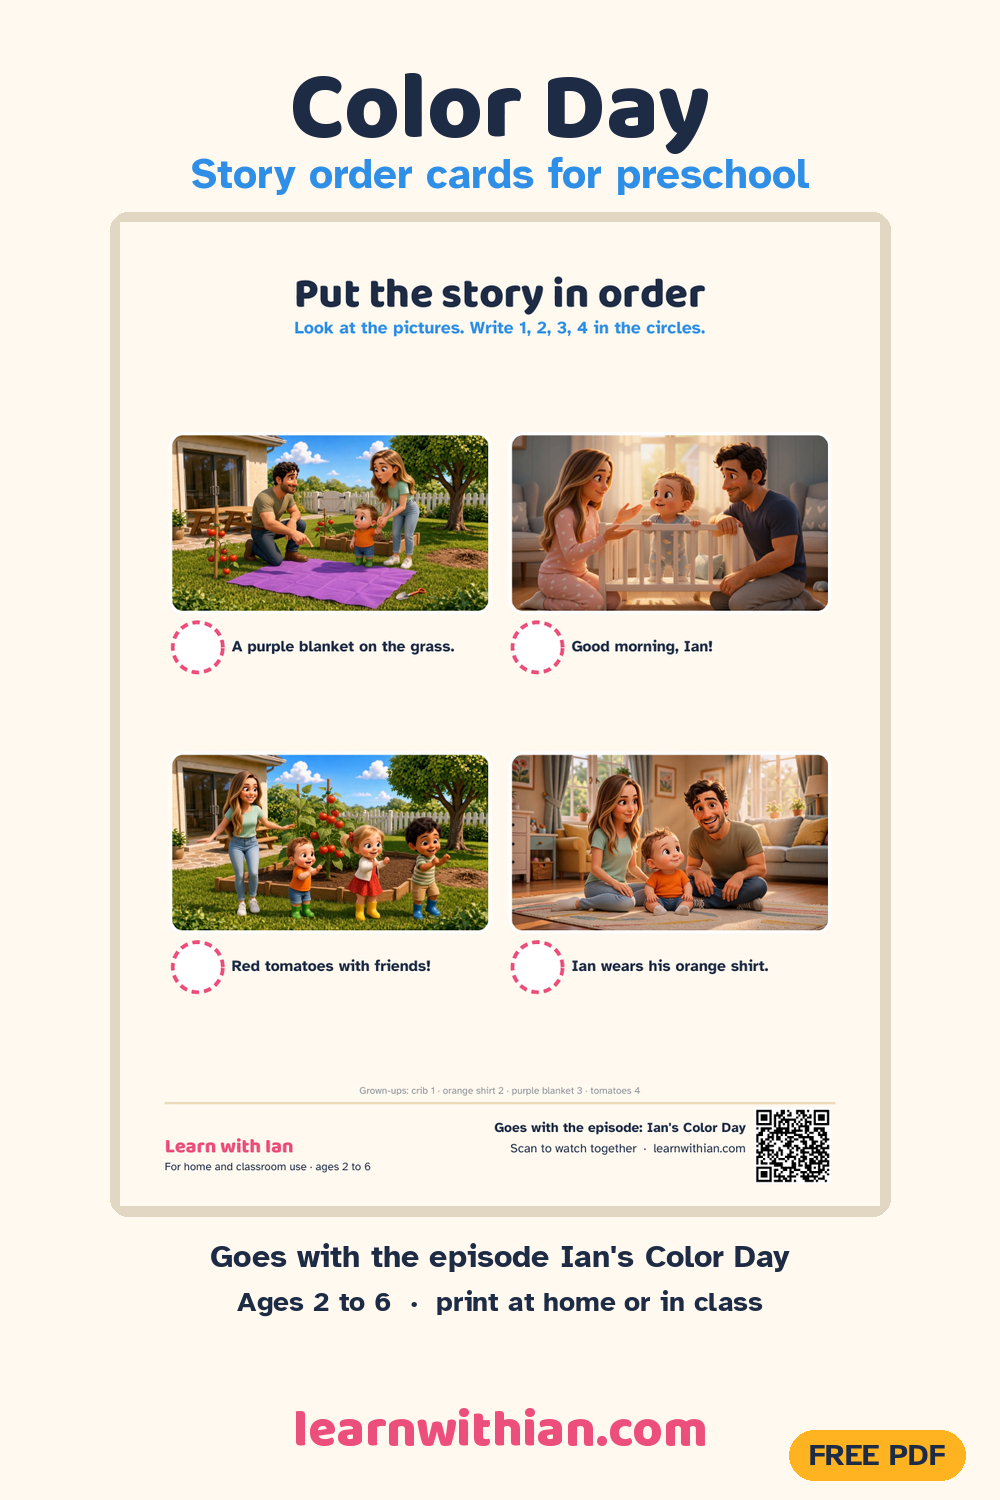 Color Day
Story order cards for preschool
Put the story in order
Look at the pictures. Write 1, 2, 3, 4 in the circles.
A purple blanket on the grass.
Good morning, Ian!
Red tomatoes with friends!
Ian wears his orange shirt.
Grown-ups: crib 1 · orange shirt 2 · purple blanket 3 · tomatoes 4
Learn with Ian
For home and classroom use · ages 2 to 6
Goes with the episode: Ian's Color Day
Scan to watch together · learnwithian.com
Goes with the episode Ian's Color Day
Ages 2 to 6 · print at home or in class
learnwithian.com
FREE PDF